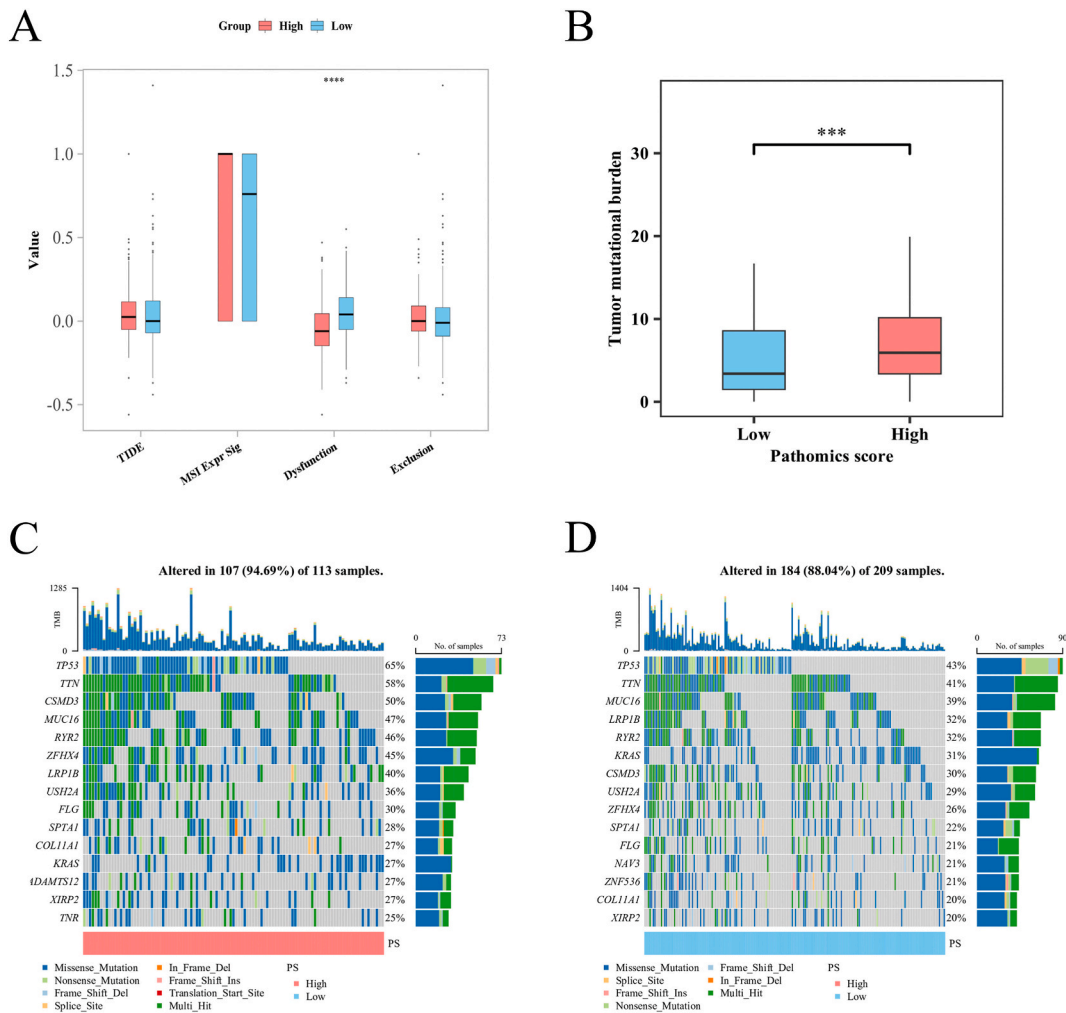 A
Group High Low
1.5
1.0
0.5
0.0
-0.5
Value
****
TIDE
MSI Expr Sig
Dysfunction
Exclusion
B
Tumor mutational burden
30
20
10
0
***
Low High
Pathomics score
C
Altered in 107 (94.69%) of 113 samples.
1285
0
TMB
0 73
No. of samples
TP53 65%
TTN 58%
CSMD3 50%
MUC16 47%
RYR2 46%
ZFHX4 45%
LRP1B 40%
USH2A 36%
FLG 30%
SPTA1 28%
COL11A1 27%
KRAS 27%
ADAMTS12 27%
XIRP2 27%
TNR 25%
PS
Missense_Mutation In_Frame_Del PS
Nonsense_Mutation Frame_Shift_Ins High
Frame_Shift_Del Translation_Start_Site Low
Splice_Site Multi_Hit
D
Altered in 184 (88.04%) of 209 samples.
1404
0
TMB
0 90
No. of samples
TP53 43%
TTN 41%
MUC16 39%
LRP1B 32%
RYR2 32%
KRAS 31%
CSMD3 30%
USH2A 29%
ZFHX4 26%
SPTA1 22%
FLG 21%
NAV3 21%
ZNF536 21%
COL11A1 20%
XIRP2 20%
PS
Missense_Mutation Frame_Shift_Del PS
Splice_Site In_Frame_Del High
Frame_Shift_Ins Multi_Hit Low
Nonsense_Mutation